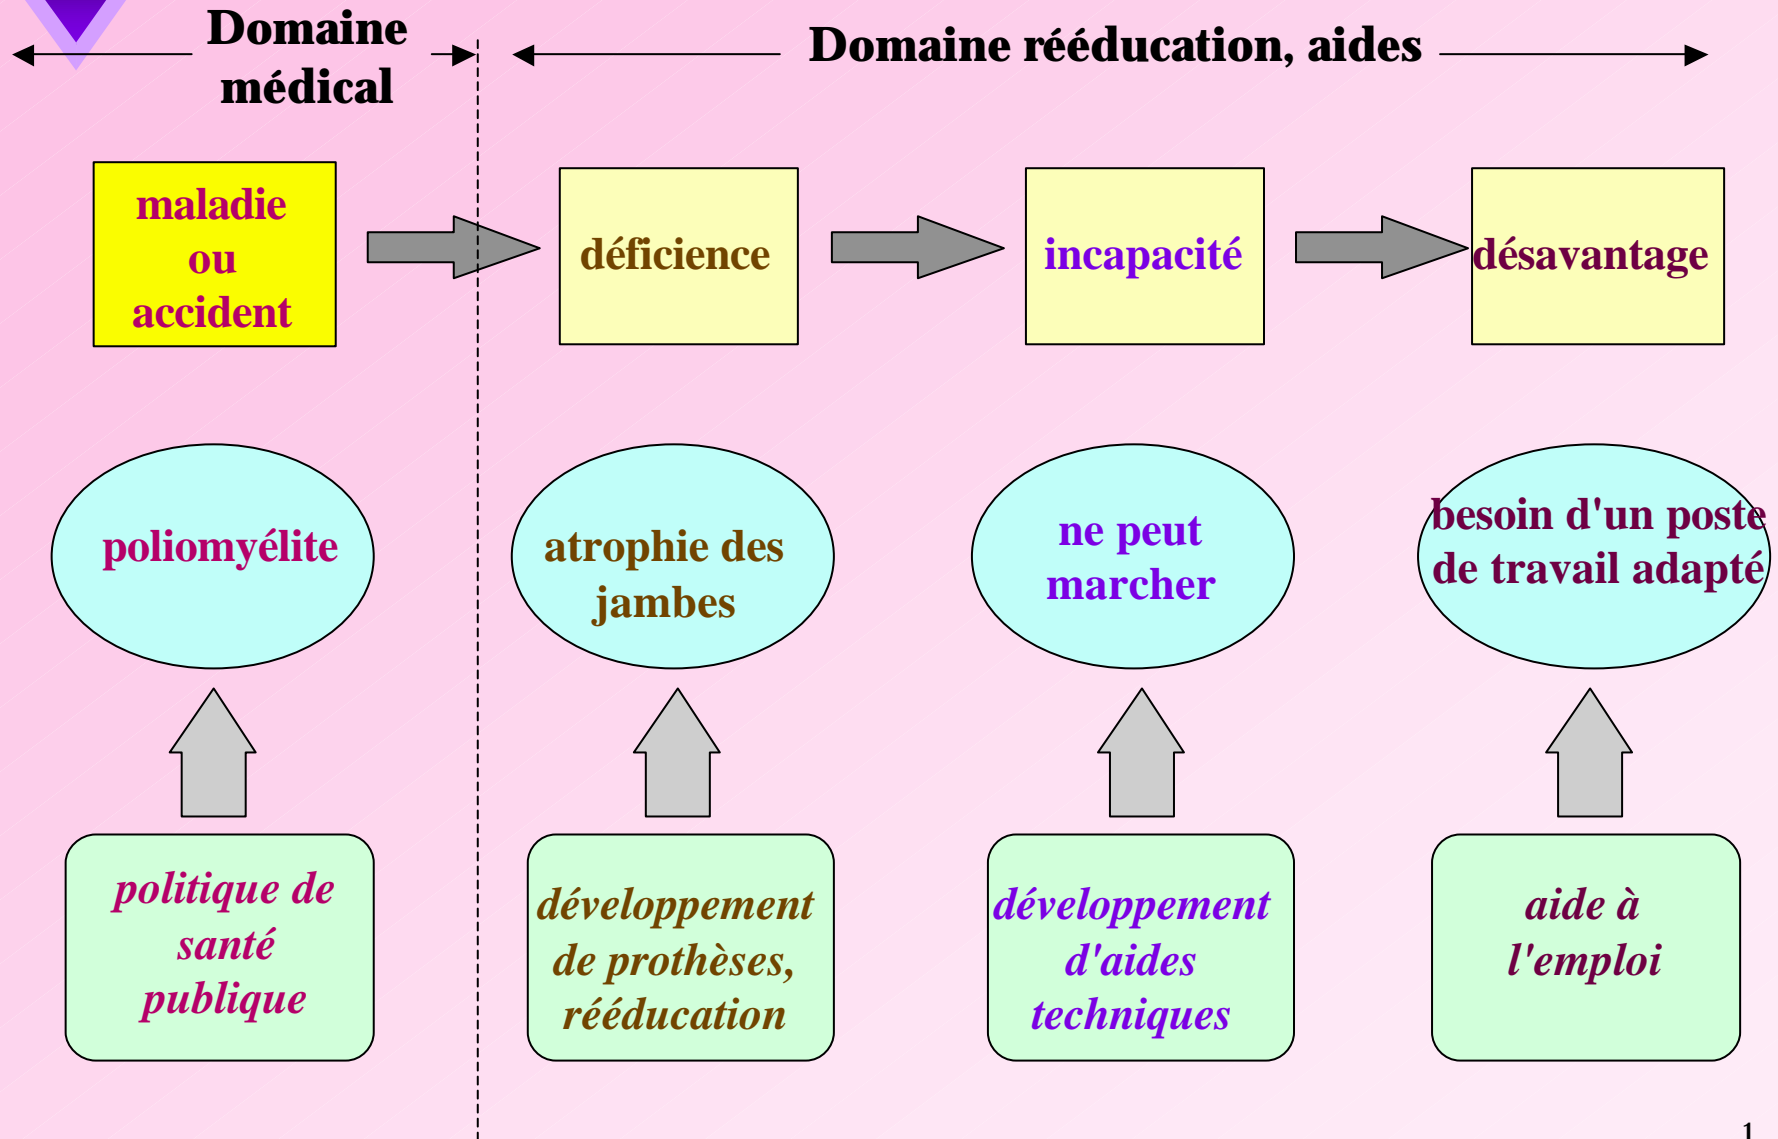 Domaine
médical
Domaine rééducation, aides
maladie
ou
accident
déficience
incapacité
désavantage
poliomyélite
atrophie des
jambes
ne peut
marcher
besoin d'un poste
de travail adapté
politique de
santé
publique
développement
de prothèses,
rééducation
développement
d'aides
techniques
aide à
l'emploi
1